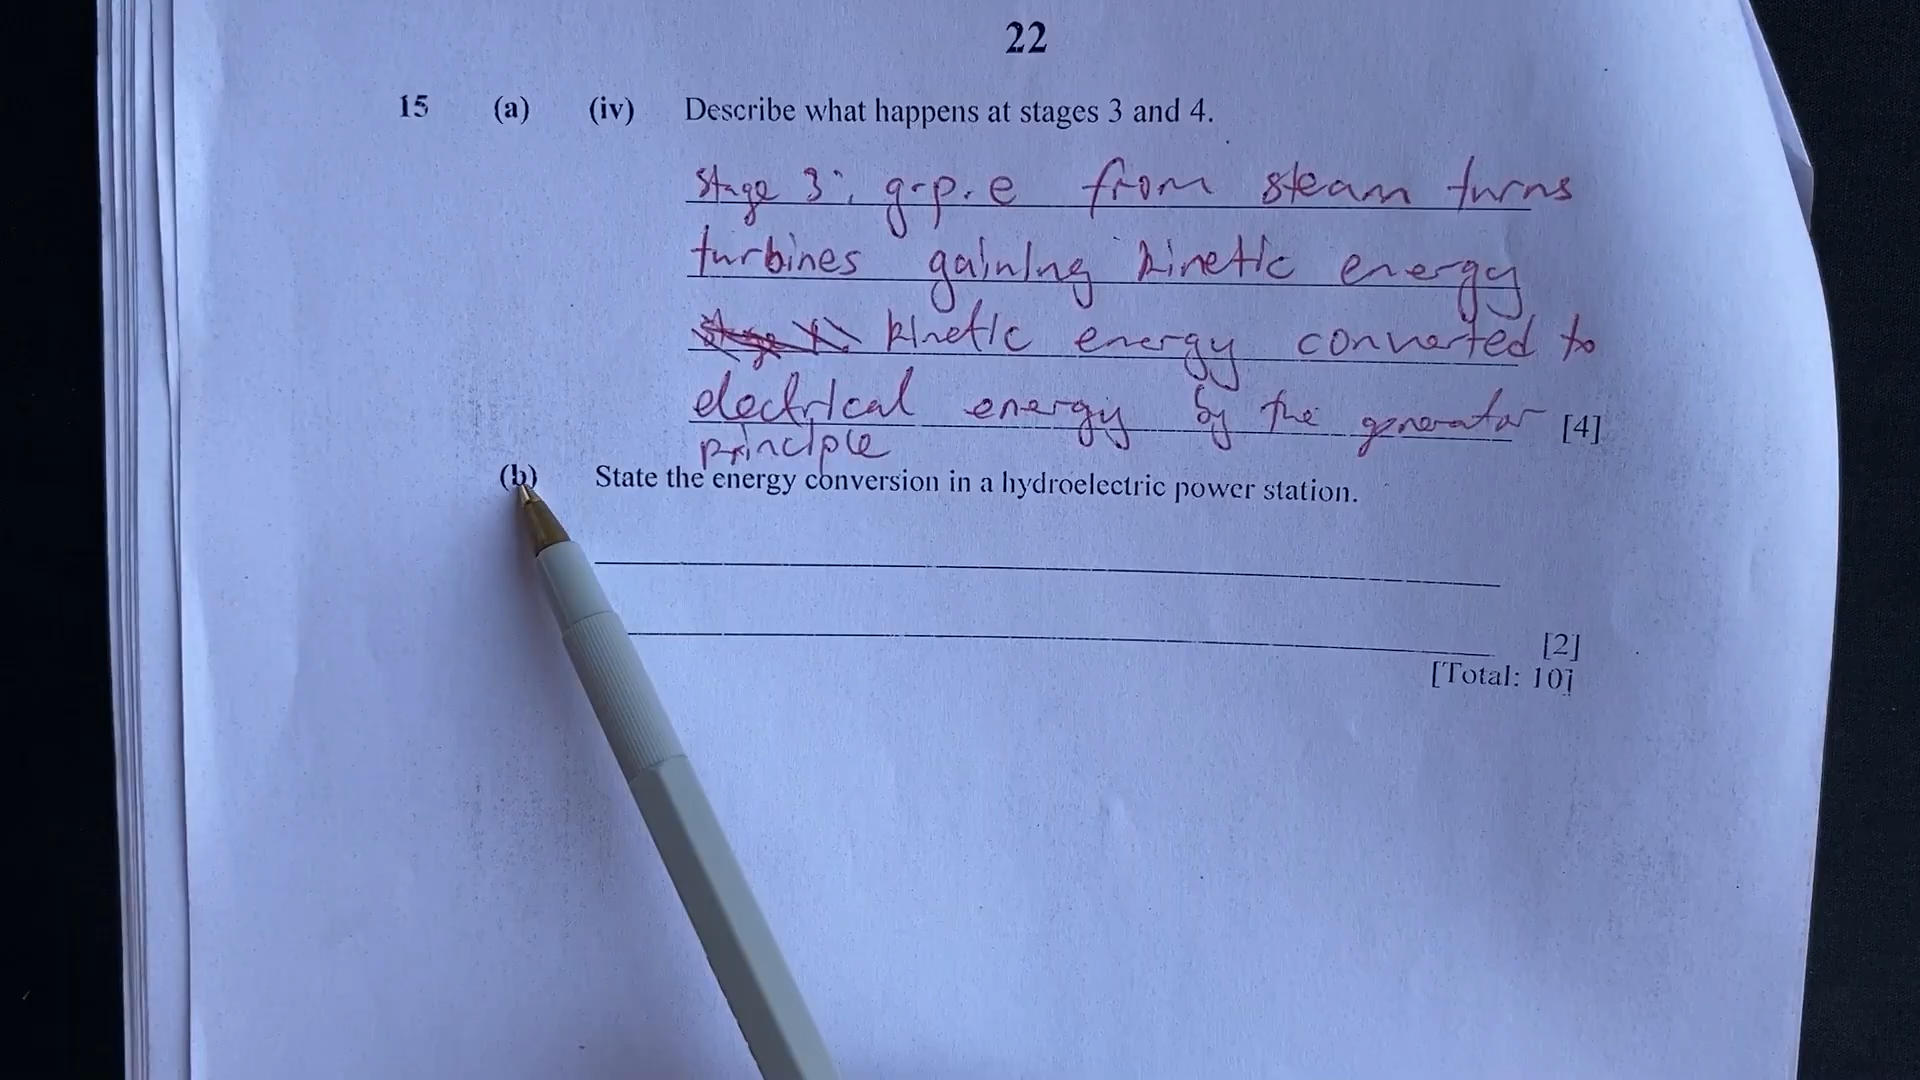 22
15 (a) (iv) Describe what happens at stages 3 and 4.
Stage 3: g.p.e from steam turns
turbines gaining kinetic energy
kinetic energy converted to
electrical energy by the generator [4]
principle
(b) State the energy conversion in a hydroelectric power station.
[2]
[Total: 10]